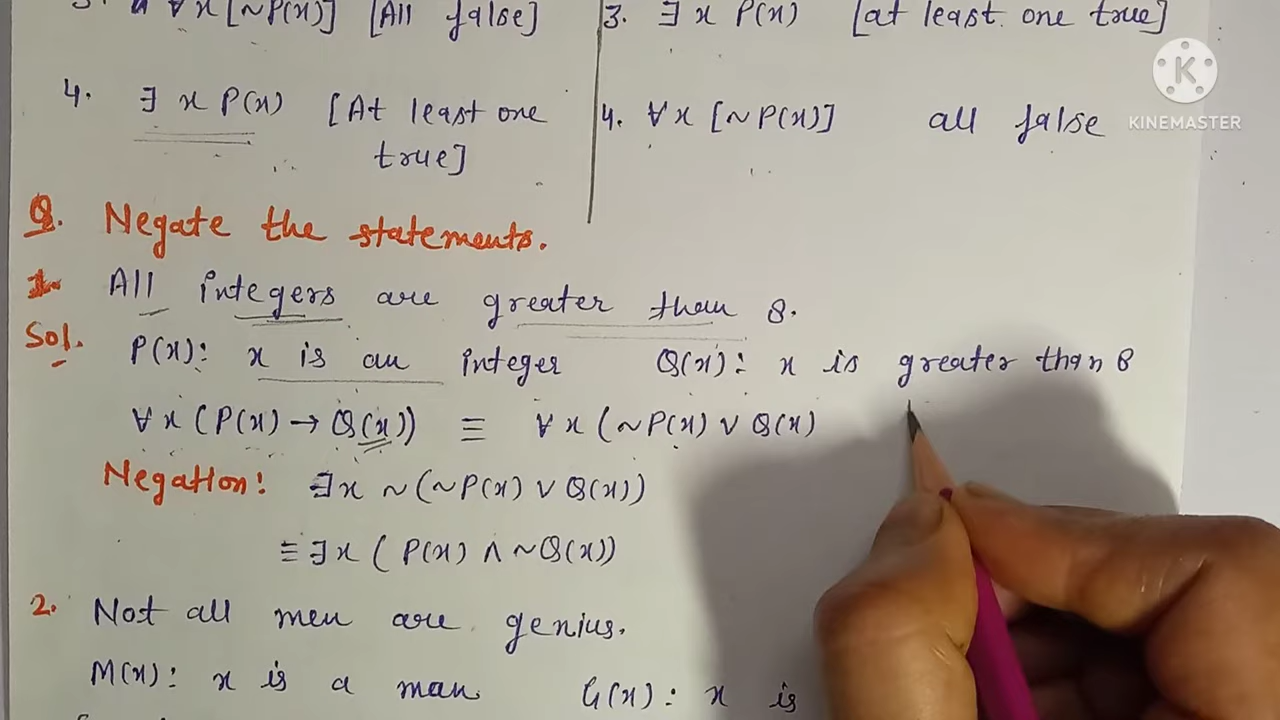 ∀x [~P(x)] [All false]
3. ∃x P(x) [at least one true]
4. ∃x P(x) [At least one
true]
4. ∀x [~P(x)] all false
KINEMASTER
Q. Negate the statements.
1. All integers are greater than 8.
Sol. P(x): x is an integer Q(x): x is greater than 8
∀x (P(x) → Q(x)) ≡ ∀x (~P(x) ∨ Q(x)
Negation: ∃x ~(~P(x) ∨ Q(x))
≡ ∃x ( P(x) ∧ ~Q(x))
2. Not all men are genius.
M(x): x is a man G(x): x is